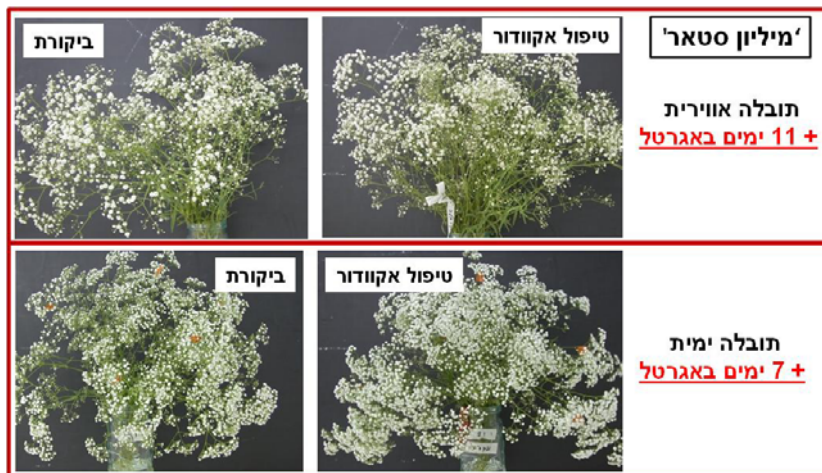 'מיליון סטאר'
טיפול אקוודור
ביקורת
תובלה אווירית
+ 11 ימים באגרטל
טיפול אקוודור
ביקורת
תובלה ימית
+ 7 ימים באגרטל